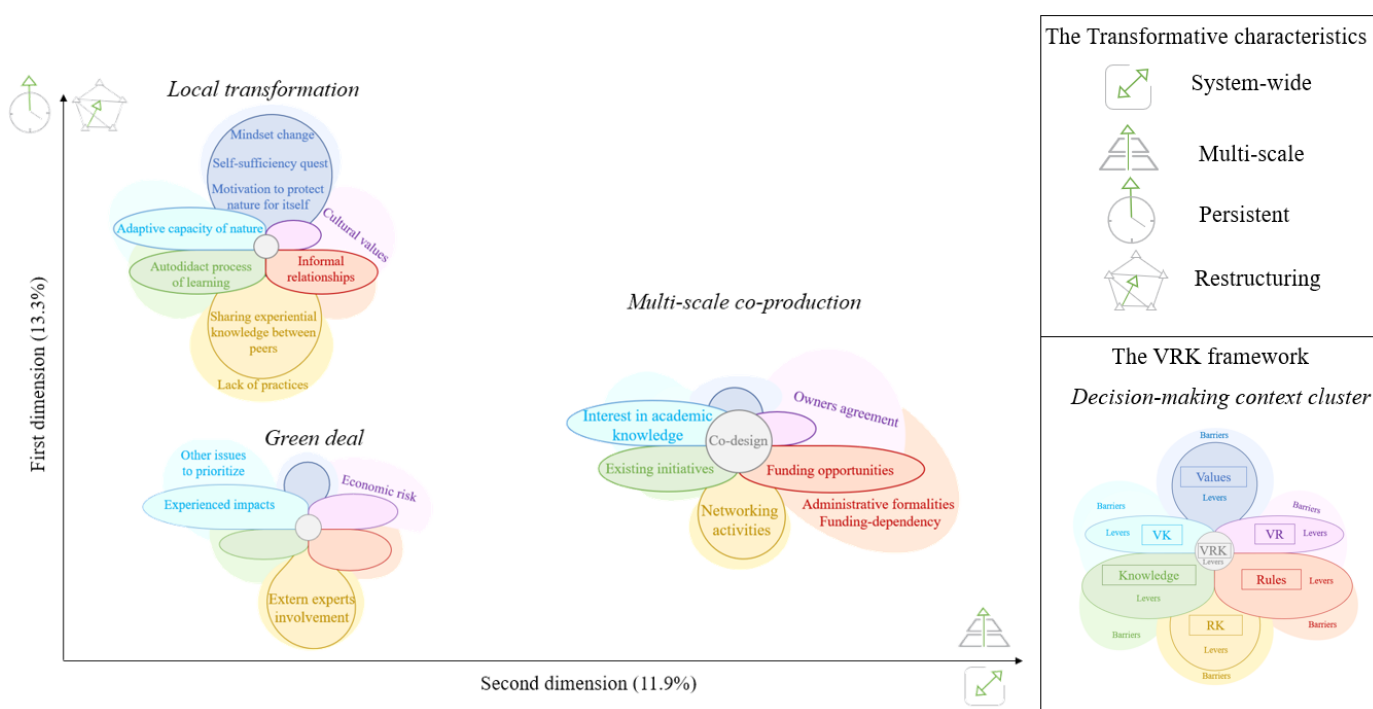 Local transformation
Mindset change
Self-sufficiency quest
Motivation to protect
nature for itself
Adaptive capacity of nature
Cultural values
Autodidact process
of learning
Informal
relationships
Sharing experiential
knowledge between
peers
Lack of practices
Green deal
Other issues
to prioritize
Economic risk
Experienced impacts
Extern experts
involvement
Multi-scale co-production
Owners agreement
Interest in academic
knowledge
Co-design
Existing initiatives
Funding opportunities
Networking
activities
Administrative formalities
Funding-dependency
First dimension (13.3%)
Second dimension (11.9%)
The Transformative characteristics
System-wide
Multi-scale
Persistent
Restructuring
The VRK framework
Decision-making context cluster
Barriers
Values
Levers
Barriers
Barriers
Levers
VK
VR
Levers
VRK
Levers
Knowledge
Levers
Rules
Levers
Barriers
RK
Levers
Barriers
Barriers